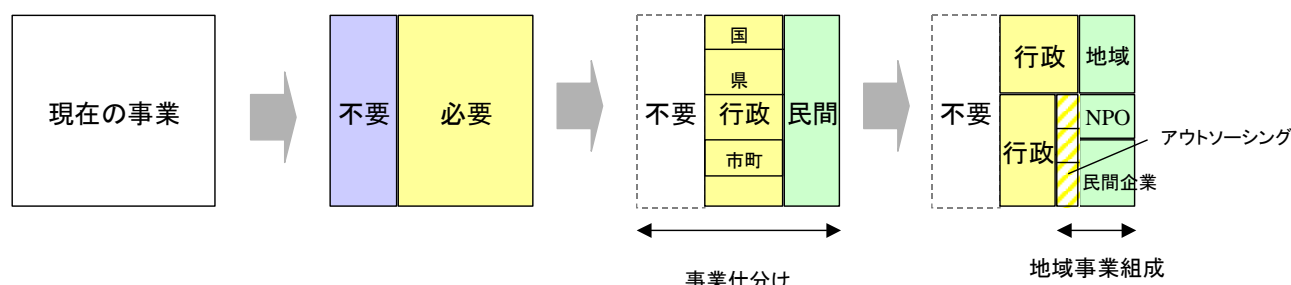 現在の事業
不要
必要
不要
国
県
行政
市町
民間
不要
行政
地域
行政
NPO
民間企業
アウトソーシング
事業仕分け
地域事業組成